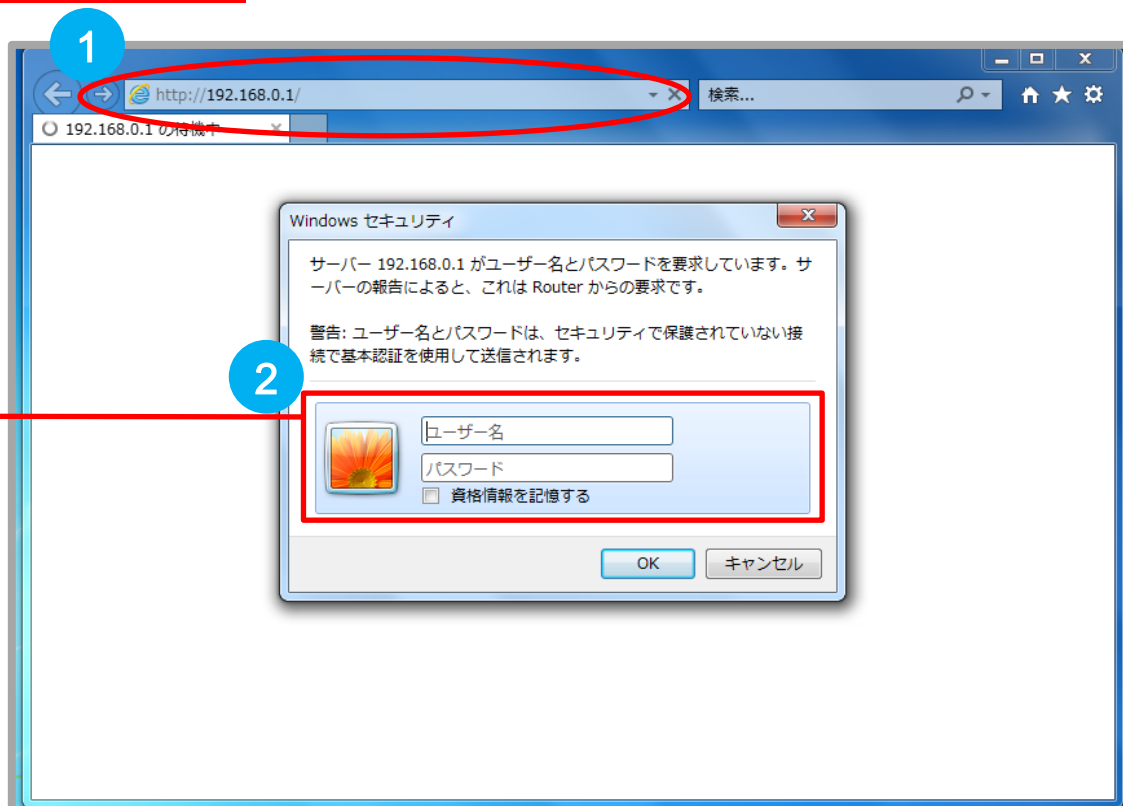 1
http://192.168.0.1/
検索...
192.168.0.1 の待機中
Windows セキュリティ
サーバー 192.168.0.1 がユーザー名とパスワードを要求しています。サ
ーバーの報告によると、これは Router からの要求です。
警告: ユーザー名とパスワードは、セキュリティで保護されていない接
続で基本認証を使用して送信されます。
2
ユーザー名
パスワード
資格情報を記憶する
OK
キャンセル